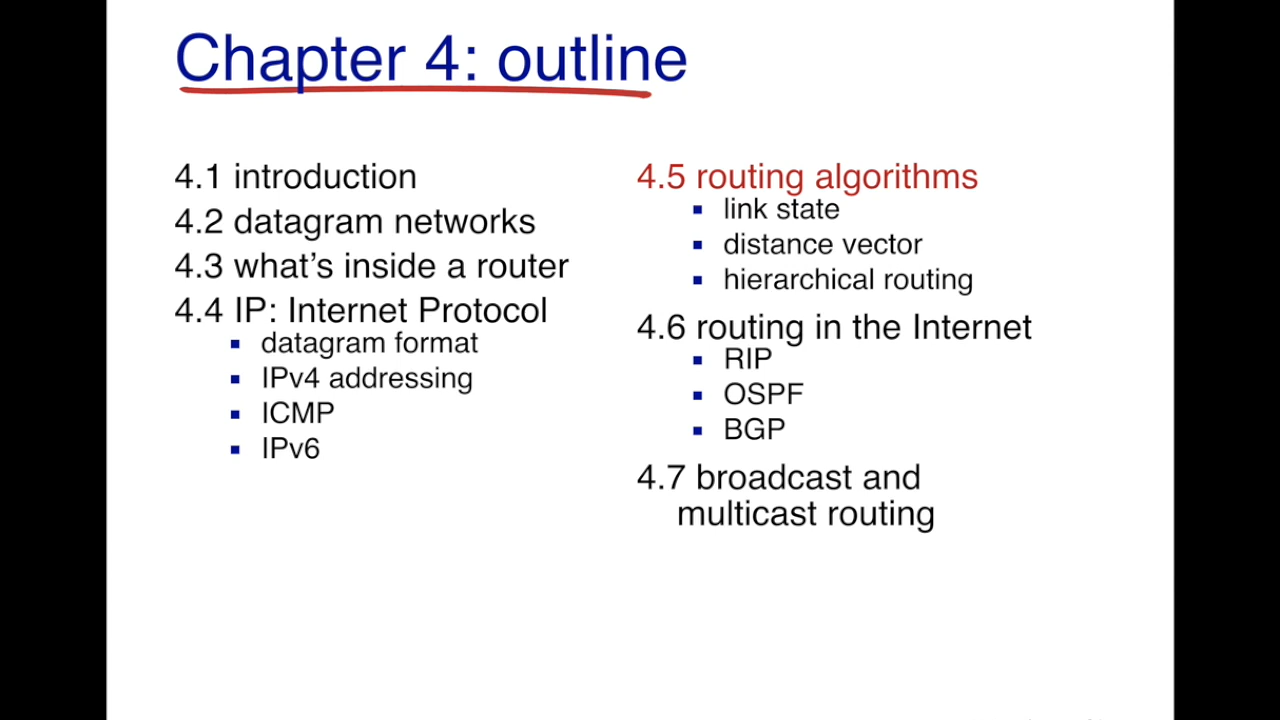 Chapter 4: outline
4.1 introduction
4.2 datagram networks
4.3 what’s inside a router
4.4 IP: Internet Protocol
▪ datagram format
▪ IPv4 addressing
▪ ICMP
▪ IPv6
4.5 routing algorithms
▪ link state
▪ distance vector
▪ hierarchical routing
4.6 routing in the Internet
▪ RIP
▪ OSPF
▪ BGP
4.7 broadcast and
multicast routing